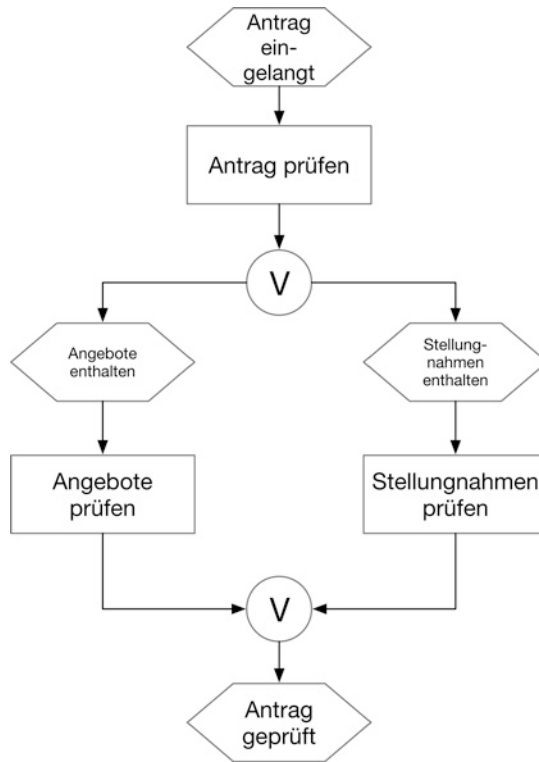 Antrag
ein-
gelangt
Antrag prüfen
V
Angebote
enthalten
Stellung-
nahmen
enthalten
Angebote
prüfen
Stellungnahmen
prüfen
V
Antrag
geprüft